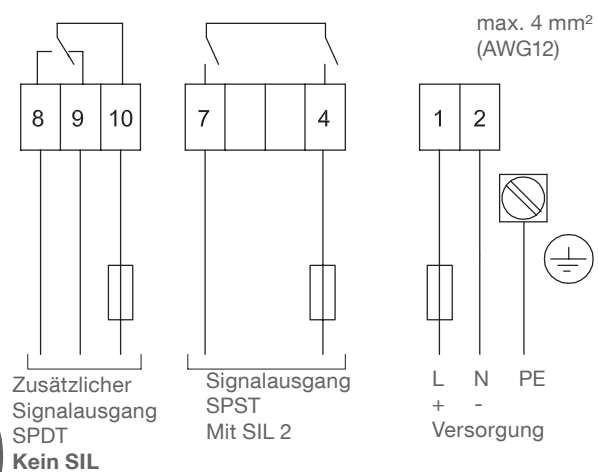 max. 4 mm²
(AWG12)
8 9 10
7 4
1 2
Zusätzlicher
Signalausgang
SPDT
Kein SIL
Signalausgang
SPST
Mit SIL 2
L N PE
+ -
Versorgung